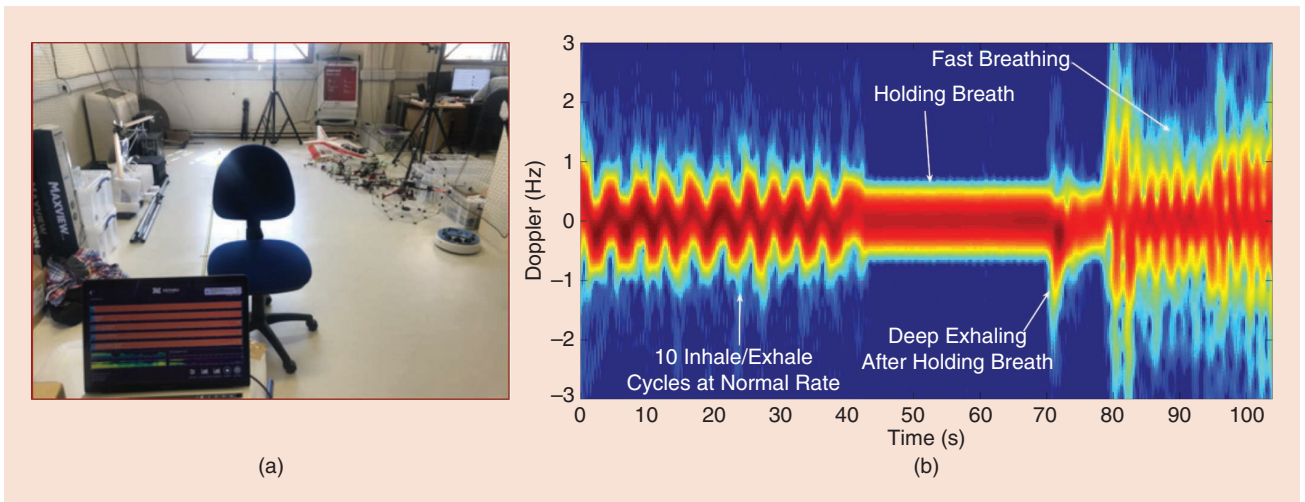 MAXVIEW
(a)
3
2
1
0
–1
–2
–3
Doppler (Hz)
Fast Breathing
Holding Breath
10 Inhale/Exhale
Cycles at Normal Rate
Deep Exhaling
After Holding Breath
0 10 20 30 40 50 60 70 80 90 100
Time (s)
(b)